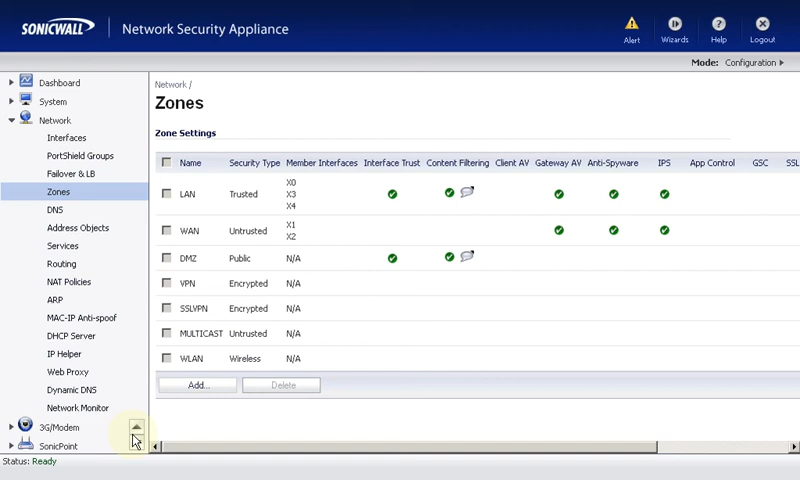 SONICWALL Network Security Appliance
Alert Wizards Help Logout
Mode: Configuration
Dashboard
System
Network
Interfaces
PortShield Groups
Failover & LB
Zones
DNS
Address Objects
Services
Routing
NAT Policies
ARP
MAC-IP Anti-spoof
DHCP Server
IP Helper
Web Proxy
Dynamic DNS
Network Monitor
3G/Modem
SonicPoint
Network /
Zones
Zone Settings
Name Security Type Member Interfaces Interface Trust Content Filtering Client AV Gateway AV Anti-Spyware IPS App Control GSC SSL
LAN Trusted X0
X3
X4
WAN Untrusted X1
X2
DMZ Public N/A
VPN Encrypted N/A
SSLVPN Encrypted N/A
MULTICAST Untrusted N/A
WLAN Wireless N/A
Add... Delete
Status: Ready